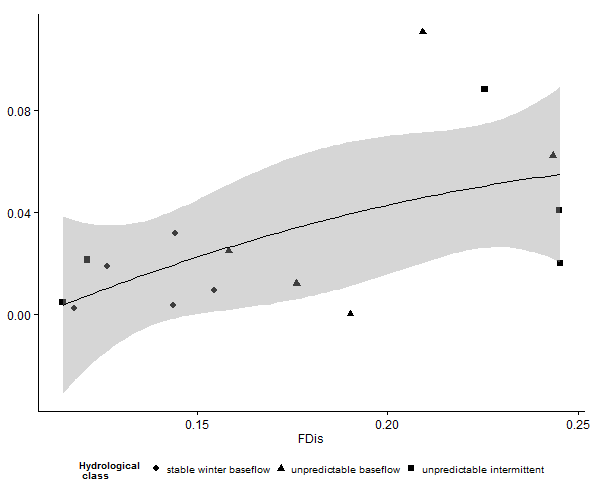 0.08
0.04
0.00
0.15 0.20 0.25
FDis
Hydrological
class
stable winter baseflow unpredictable baseflow unpredictable intermittent